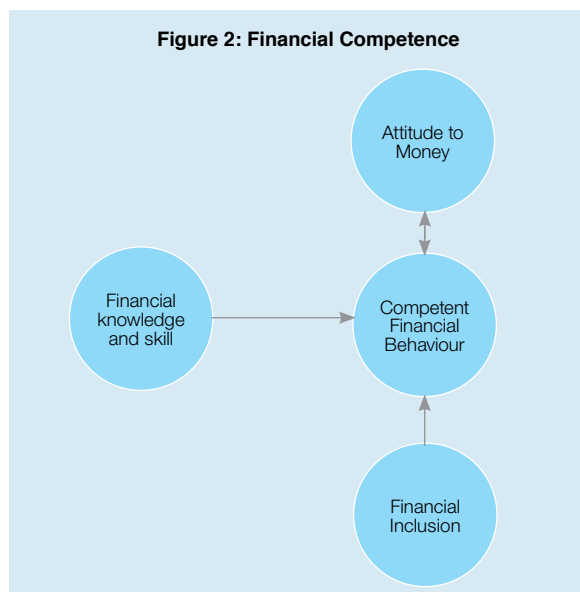 Figure 2: Financial Competence
Attitude to
Money
Financial
knowledge
and skill
Competent
Financial
Behaviour
Financial
Inclusion